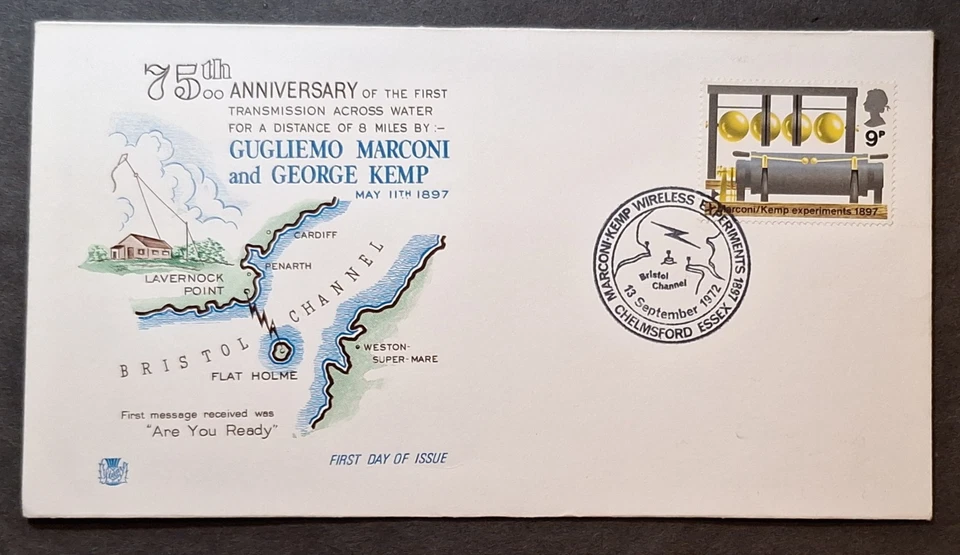 75th ANNIVERSARY OF THE FIRST
TRANSMISSION ACROSS WATER
FOR A DISTANCE OF 8 MILES BY :—
GUGLIEMO MARCONI
and GEORGE KEMP
MAY 11TH 1897
CARDIFF
PENARTH
LAVERNOCK
POINT
BRISTOL CHANNEL
WESTON-
SUPER-MARE
FLAT HOLME
First message received was
"Are You Ready"
FIRST DAY OF ISSUE
9P
Marconi/Kemp experiments 1897
MARCONI-KEMP WIRELESS EXPERIMENTS 1897
Bristol
Channel
13 September 1972
CHELMSFORD ESSEX